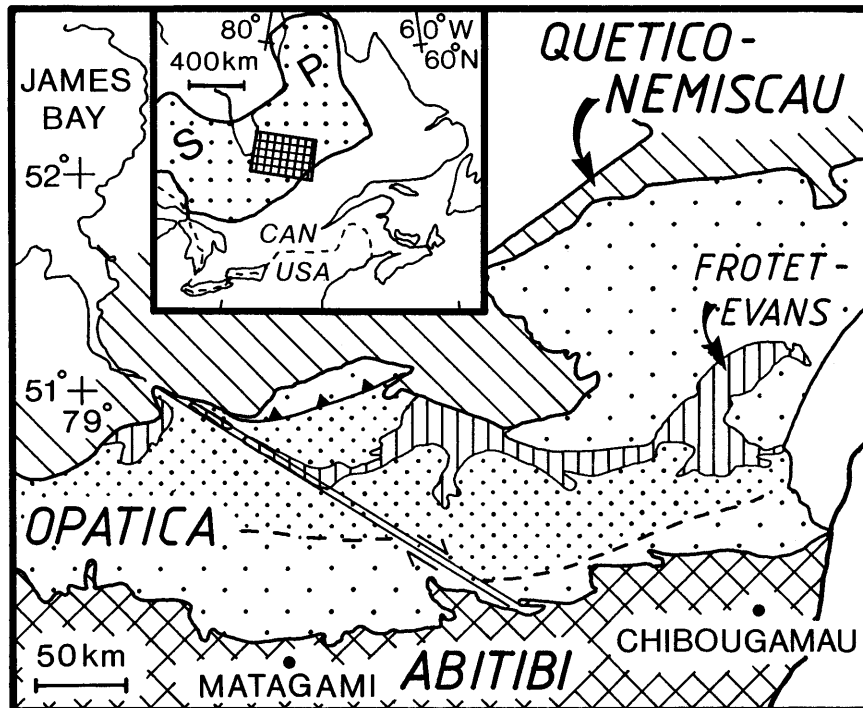 80°
60°W
60°N
400km
P
S
CAN
USA
JAMES
BAY
52°
QUETICO-
NEMISCAU
FROTET-
EVANS
51°
79°
OPATICA
CHIBOUGAMAU
50km
MATAGAMI
ABITIBI